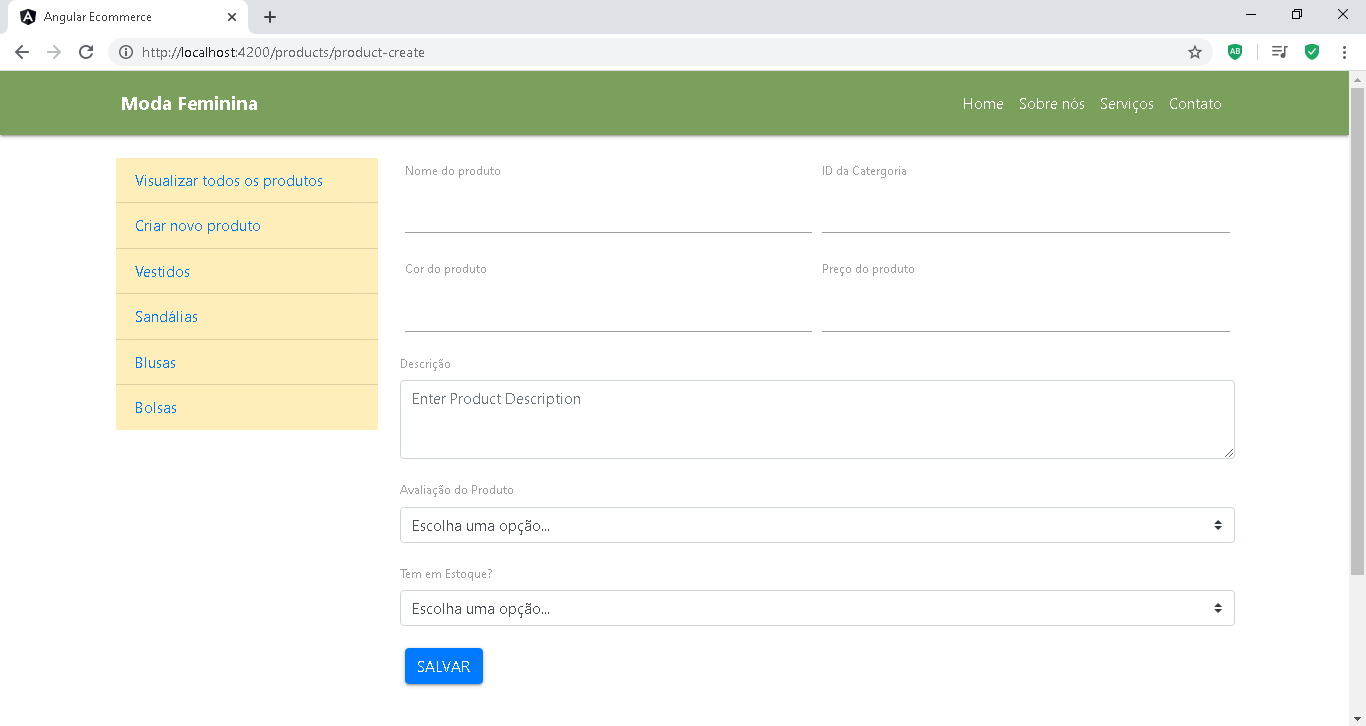 Angular Ecommerce
http://localhost:4200/products/product-create
AB
Moda Feminina
Home Sobre nós Serviços Contato
Visualizar todos os produtos
Criar novo produto
Vestidos
Sandálias
Blusas
Bolsas
Nome do produto
ID da Catergoria
Cor do produto
Preço do produto
Descrição
Enter Product Description
Avaliação do Produto
Escolha uma opção...
Tem em Estoque?
Escolha uma opção...
SALVAR